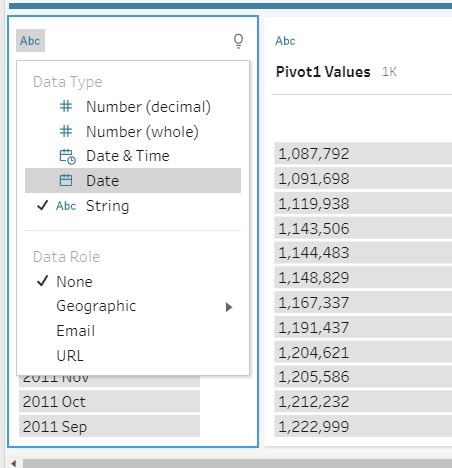 Abc
Data Type
Number (decimal)
Number (whole)
Date & Time
Date
Abc String
Data Role
None
Geographic
Email
URL
2011 Nov
2011 Oct
2011 Sep
Abc
Pivot1 Values 1K
1,087,792
1,091,698
1,119,938
1,143,506
1,144,483
1,148,829
1,167,337
1,191,437
1,204,621
1,205,586
1,212,232
1,222,999